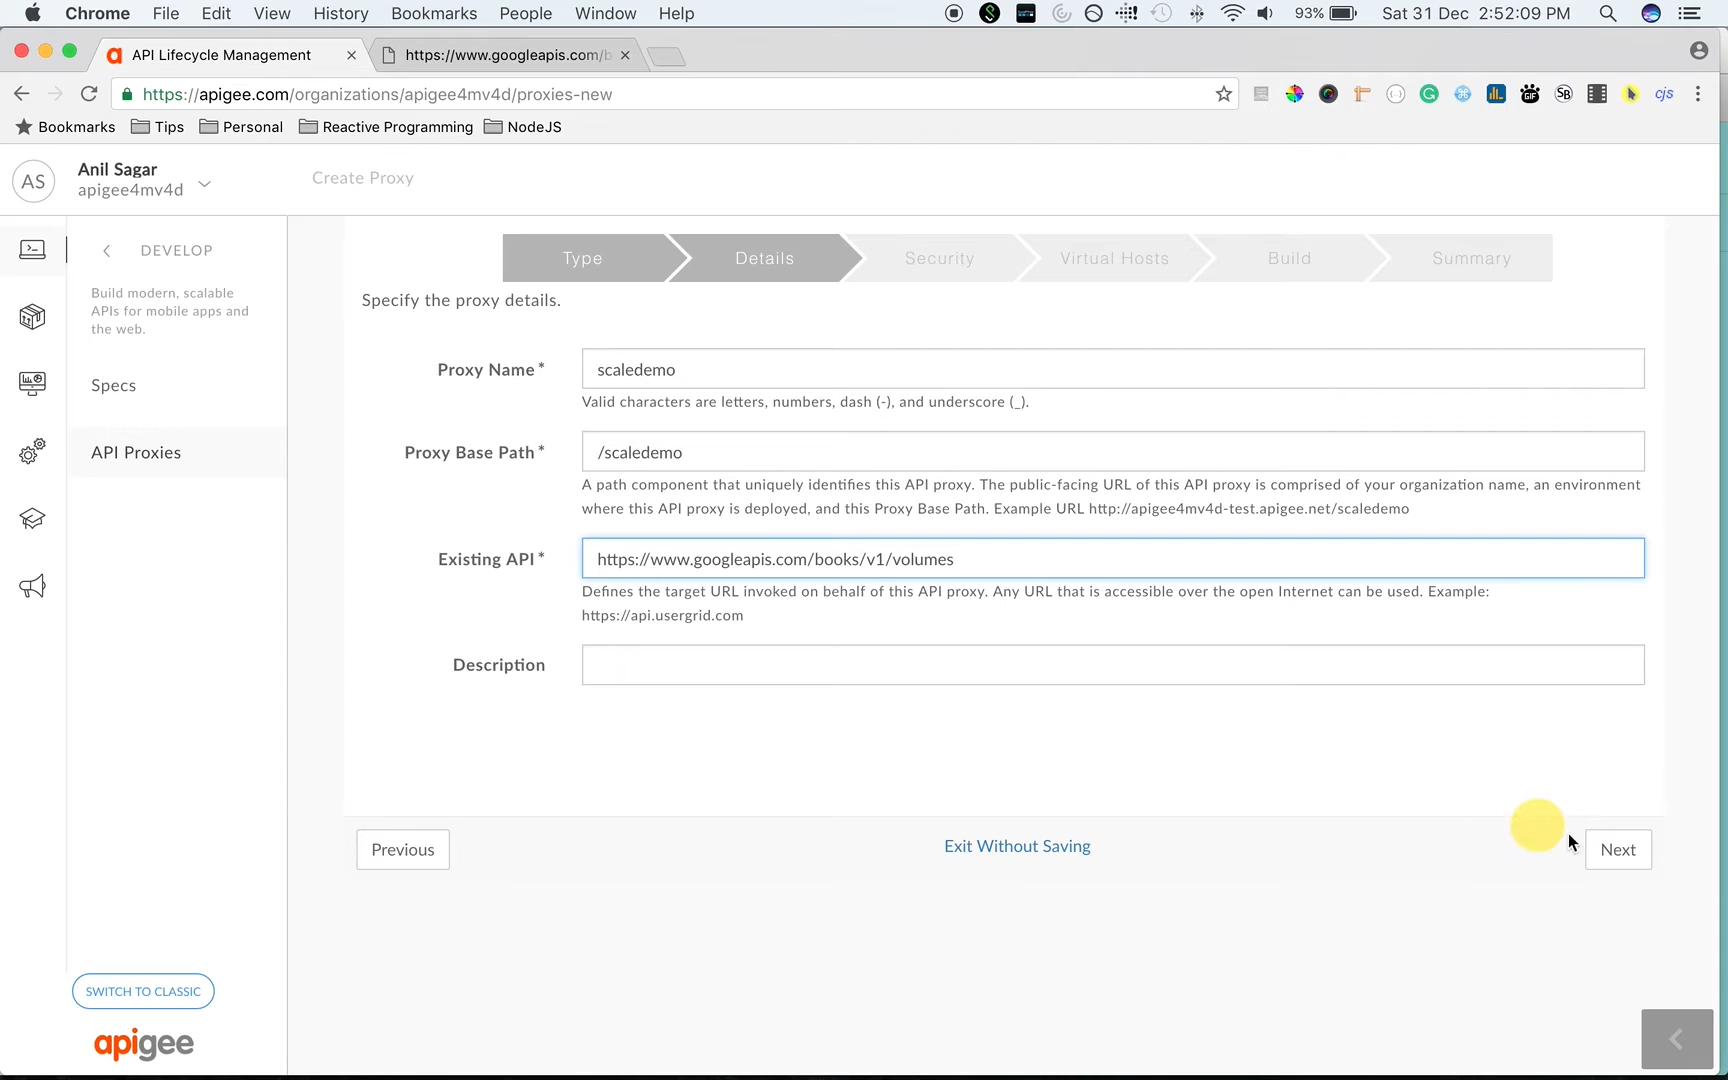 Chrome File Edit View History Bookmarks People Window Help 93% Sat 31 Dec 2:52:09 PM
API Lifecycle Management https://www.googleapis.com/b
https://apigee.com/organizations/apigee4mv4d/proxies-new GIF SB cjs
Bookmarks Tips Personal Reactive Programming NodeJS
AS
Anil Sagar
apigee4mv4d
Create Proxy
DEVELOP
Build modern, scalable
APIs for mobile apps and
the web.
Specs
API Proxies
SWITCH TO CLASSIC
apigee
Type Details Security Virtual Hosts Build Summary
Specify the proxy details.
Proxy Name* scaledemo
Valid characters are letters, numbers, dash (-), and underscore (_).
Proxy Base Path* /scaledemo
A path component that uniquely identifies this API proxy. The public-facing URL of this API proxy is comprised of your organization name, an environment
where this API proxy is deployed, and this Proxy Base Path. Example URL http://apigee4mv4d-test.apigee.net/scaledemo
Existing API* https://www.googleapis.com/books/v1/volumes
Defines the target URL invoked on behalf of this API proxy. Any URL that is accessible over the open Internet can be used. Example:
https://api.usergrid.com
Description
Previous Exit Without Saving Next